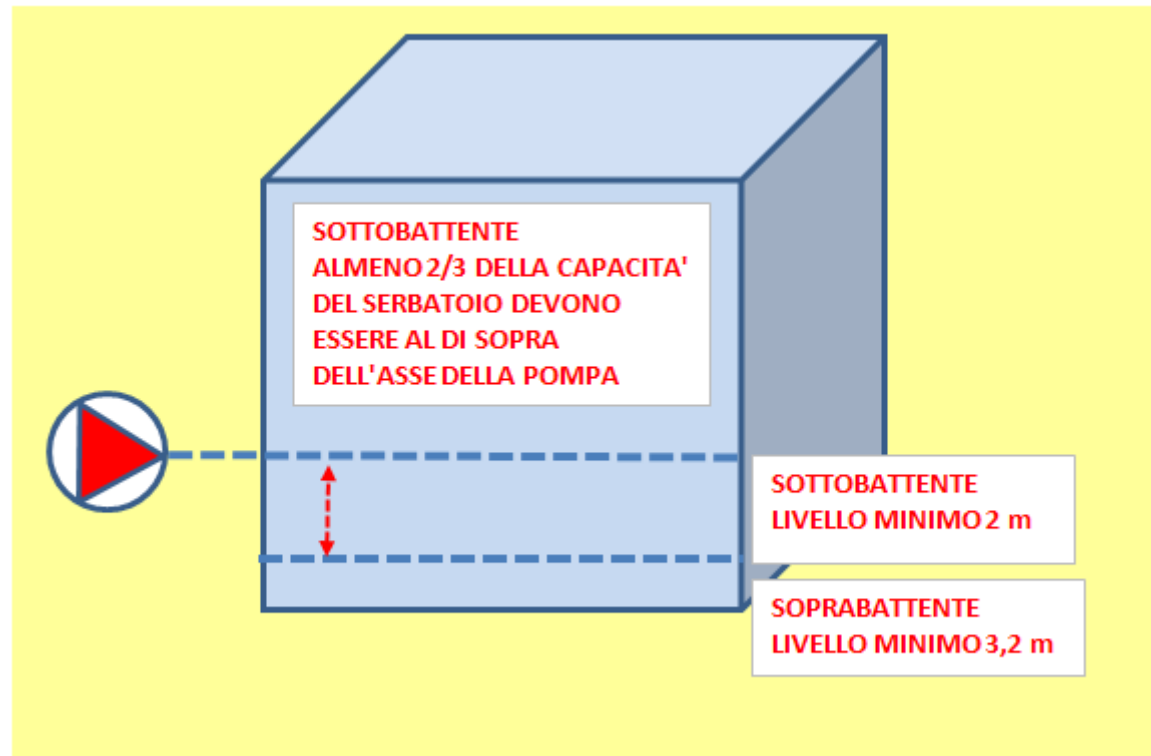 SOTTOBATTENTE
ALMENO 2/3 DELLA CAPACITA'
DEL SERBATOIO DEVONO
ESSERE AL DI SOPRA
DELL'ASSE DELLA POMPA
SOTTOBATTENTE
LIVELLO MINIMO 2 m
SOPRABATTENTE
LIVELLO MINIMO 3,2 m